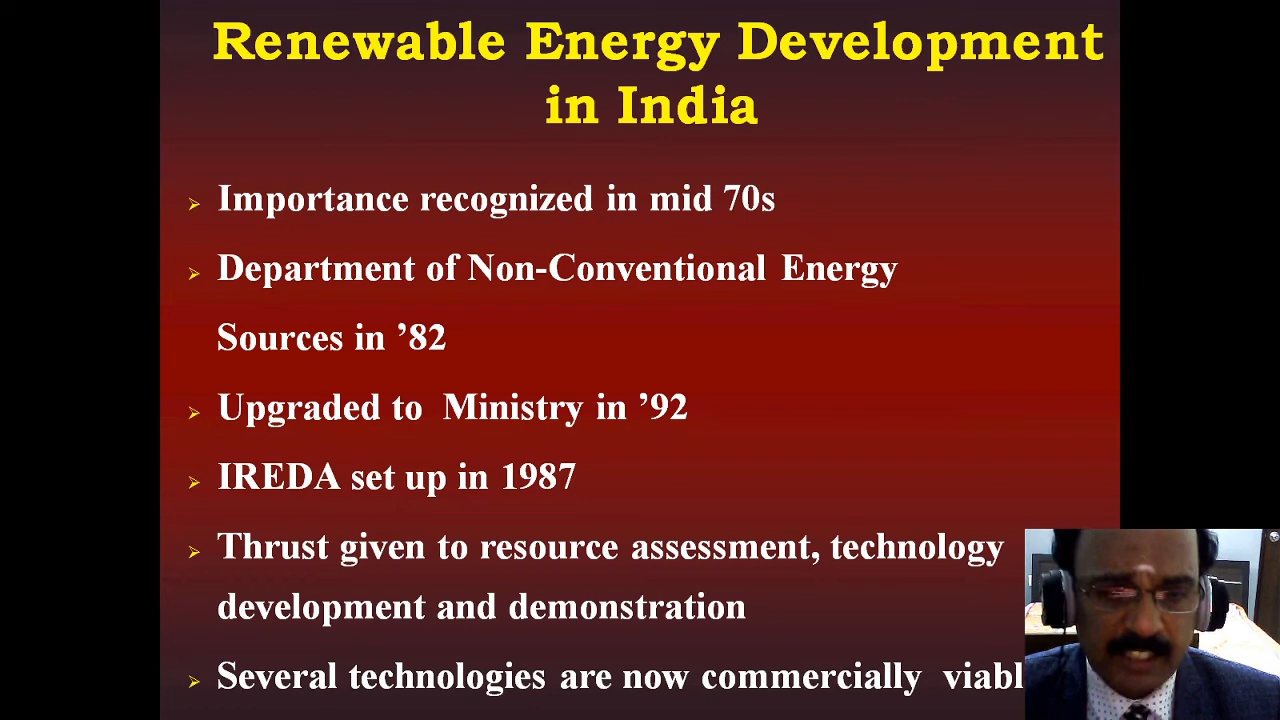 Renewable Energy Development
in India
Importance recognized in mid 70s
Department of Non-Conventional Energy
Sources in ’82
Upgraded to Ministry in ’92
IREDA set up in 1987
Thrust given to resource assessment, technology
development and demonstration
Several technologies are now commercially viabl